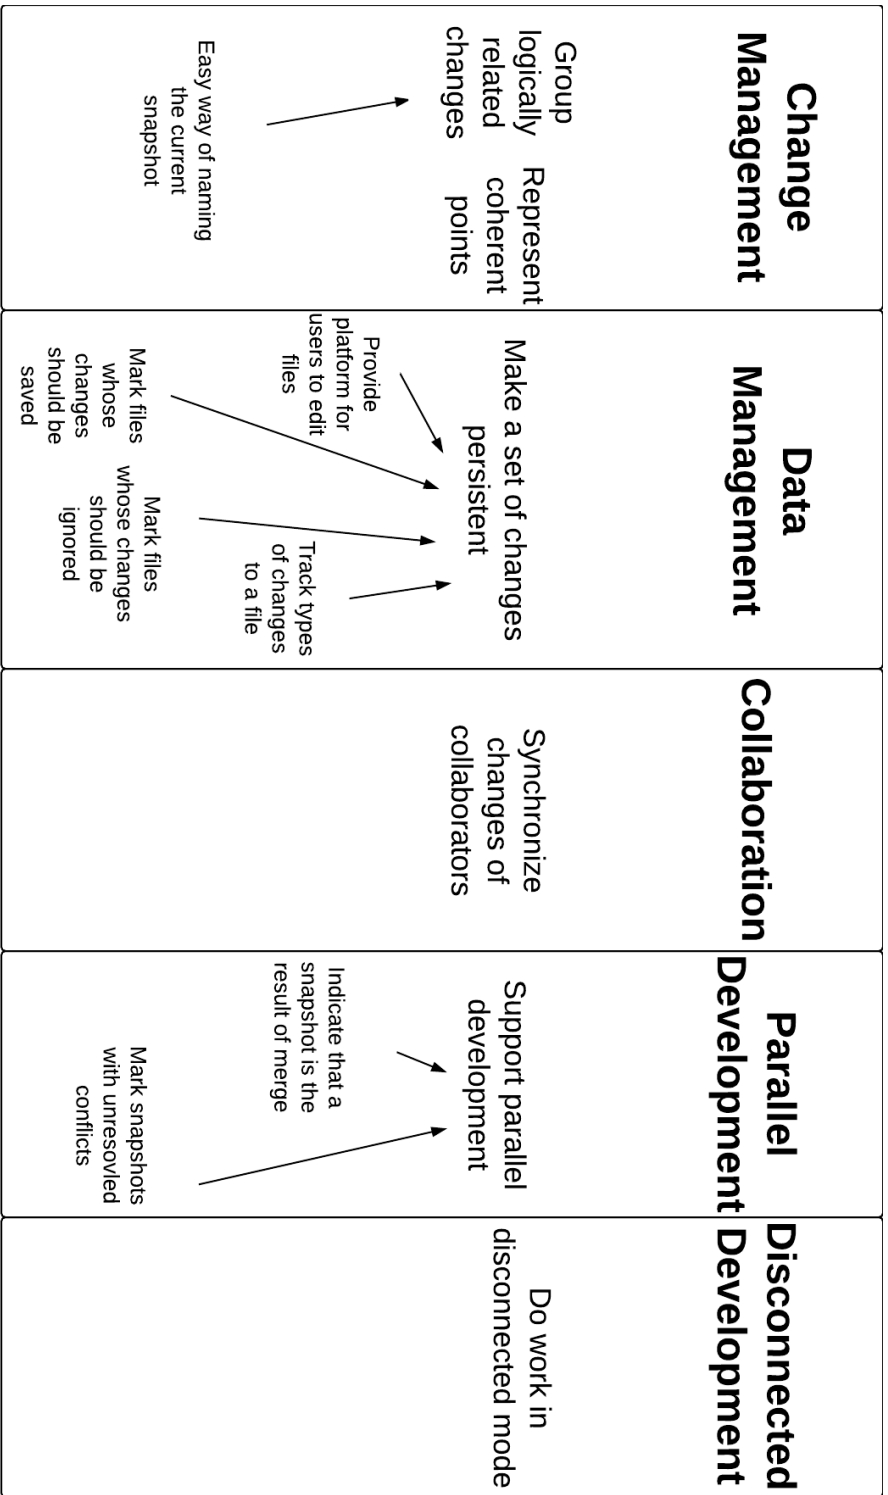 Change
Management
Group
logically
related
changes
Represent
coherent
points
Easy way of naming
the current
snapshot
Data
Management
Make a set of changes
persistent
Provide
platform for
users to edit
files
Track types
of changes
to a file
Mark files
whose
changes
should be
saved
Mark files
whose changes
should be
ignored
Collaboration
Synchronize
changes of
collaborators
Parallel
Development
Support parallel
development
Indicate that a
snapshot is the
result of merge
Mark snapshots
with unresovled
conflicts
Disconnected
Development
Do work in
disconnected mode